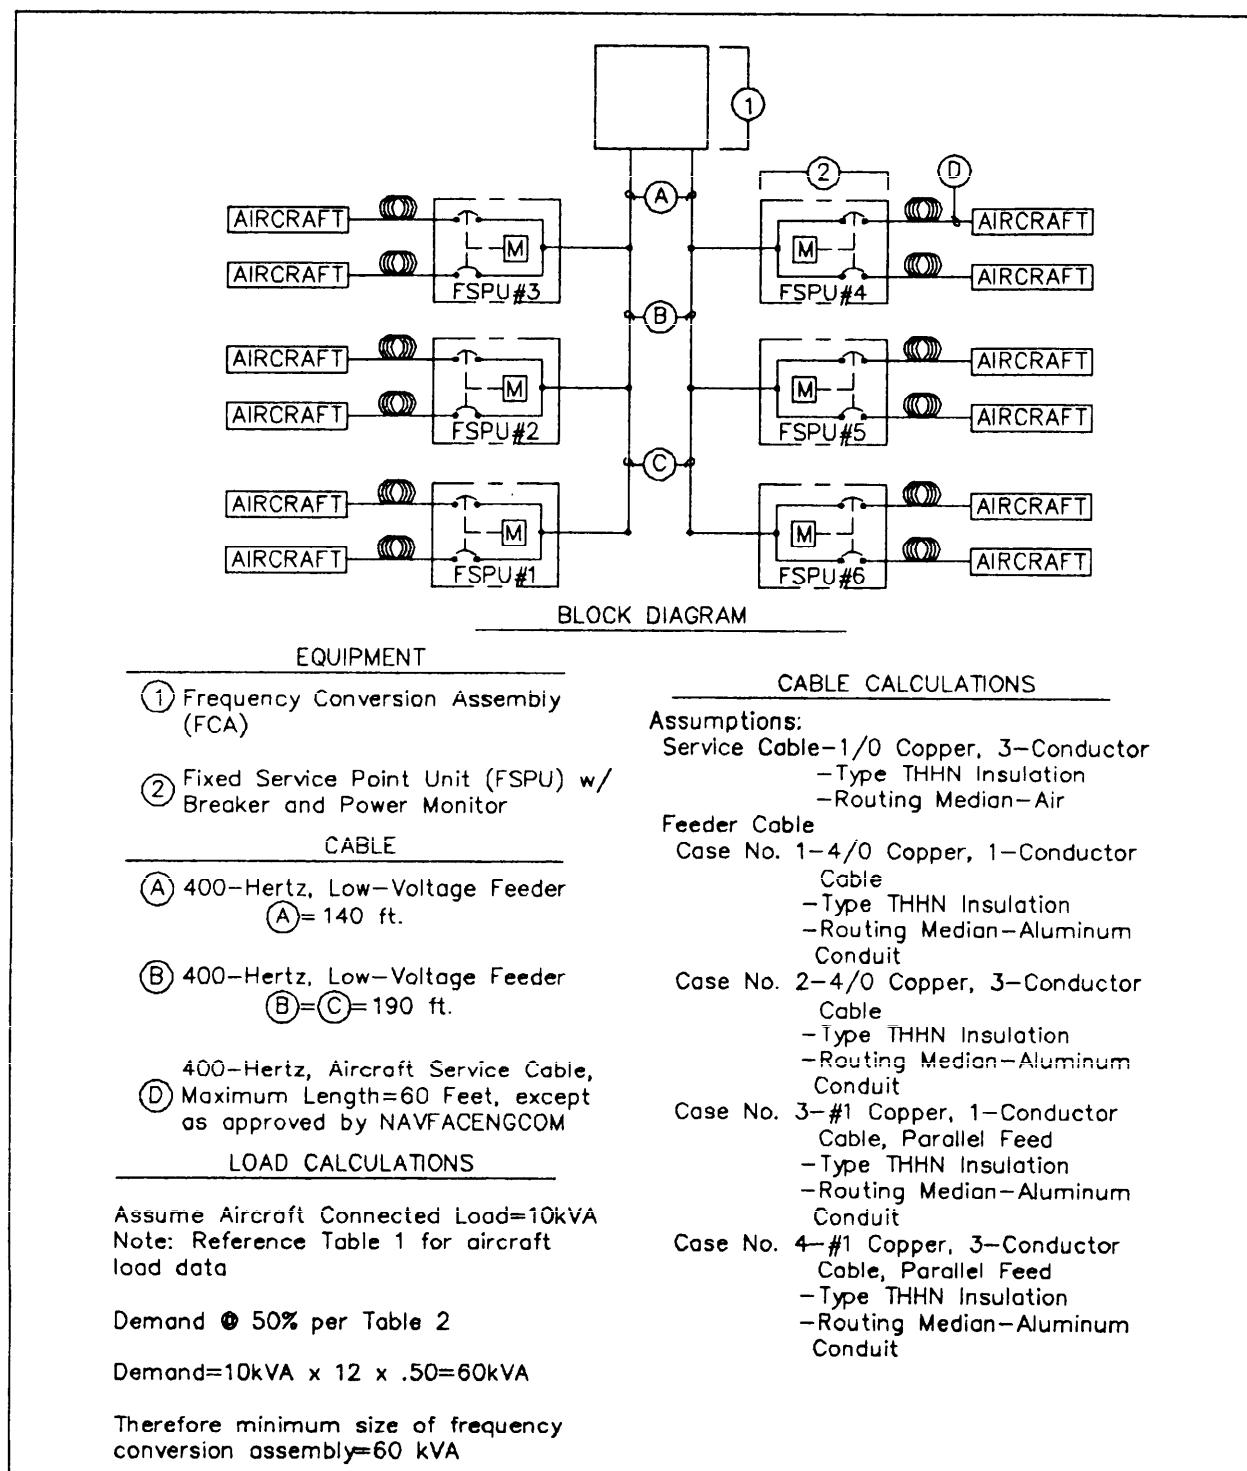 1
2
D
A
AIRCRAFT
M
FSPU#3
M
FSPU#4
AIRCRAFT
AIRCRAFT
AIRCRAFT
B
AIRCRAFT
M
FSPU#2
M
FSPU#5
AIRCRAFT
AIRCRAFT
AIRCRAFT
C
AIRCRAFT
M
FSPU#1
M
FSPU#6
AIRCRAFT
AIRCRAFT
AIRCRAFT
BLOCK DIAGRAM
EQUIPMENT
1 Frequency Conversion Assembly
(FCA)
2 Fixed Service Point Unit (FSPU) w/
Breaker and Power Monitor
CABLE
A 400-Hertz, Low-Voltage Feeder
A = 140 ft.
B 400-Hertz, Low-Voltage Feeder
B = C = 190 ft.
400-Hertz, Aircraft Service Cable,
D Maximum Length=60 Feet, except
as approved by NAVFACENGCOM
LOAD CALCULATIONS
Assume Aircraft Connected Load=10kVA
Note: Reference Table 1 for aircraft
load data
Demand @ 50% per Table 2
Demand=10kVA x 12 x .50=60kVA
Therefore minimum size of frequency
conversion assembly=60 kVA
CABLE CALCULATIONS
Assumptions:
Service Cable-1/0 Copper, 3-Conductor
-Type THHN Insulation
-Routing Median-Air
Feeder Cable
Case No. 1-4/0 Copper, 1-Conductor
Cable
-Type THHN Insulation
-Routing Median-Aluminum
Conduit
Case No. 2-4/0 Copper, 3-Conductor
Cable
-Type THHN Insulation
-Routing Median-Aluminum
Conduit
Case No. 3-#1 Copper, 1-Conductor
Cable, Parallel Feed
-Type THHN Insulation
-Routing Median-Aluminum
Conduit
Case No. 4-#1 Copper, 3-Conductor
Cable, Parallel Feed
-Type THHN Insulation
-Routing Median-Aluminum
Conduit